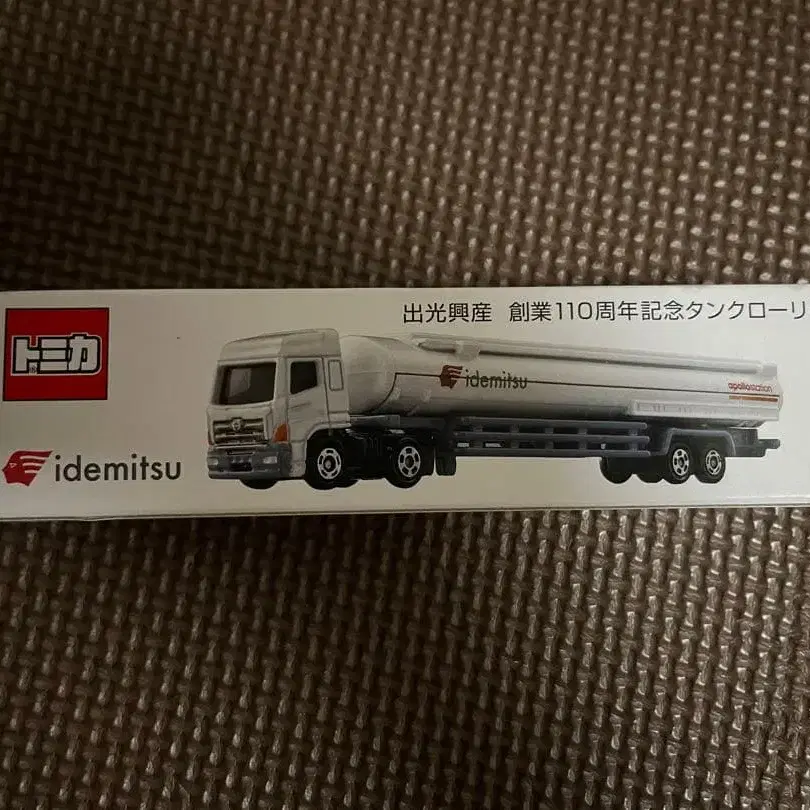 出光興産 創業110周年記念タンクローリ
トミカ
idemitsu
apollostation
idemitsu